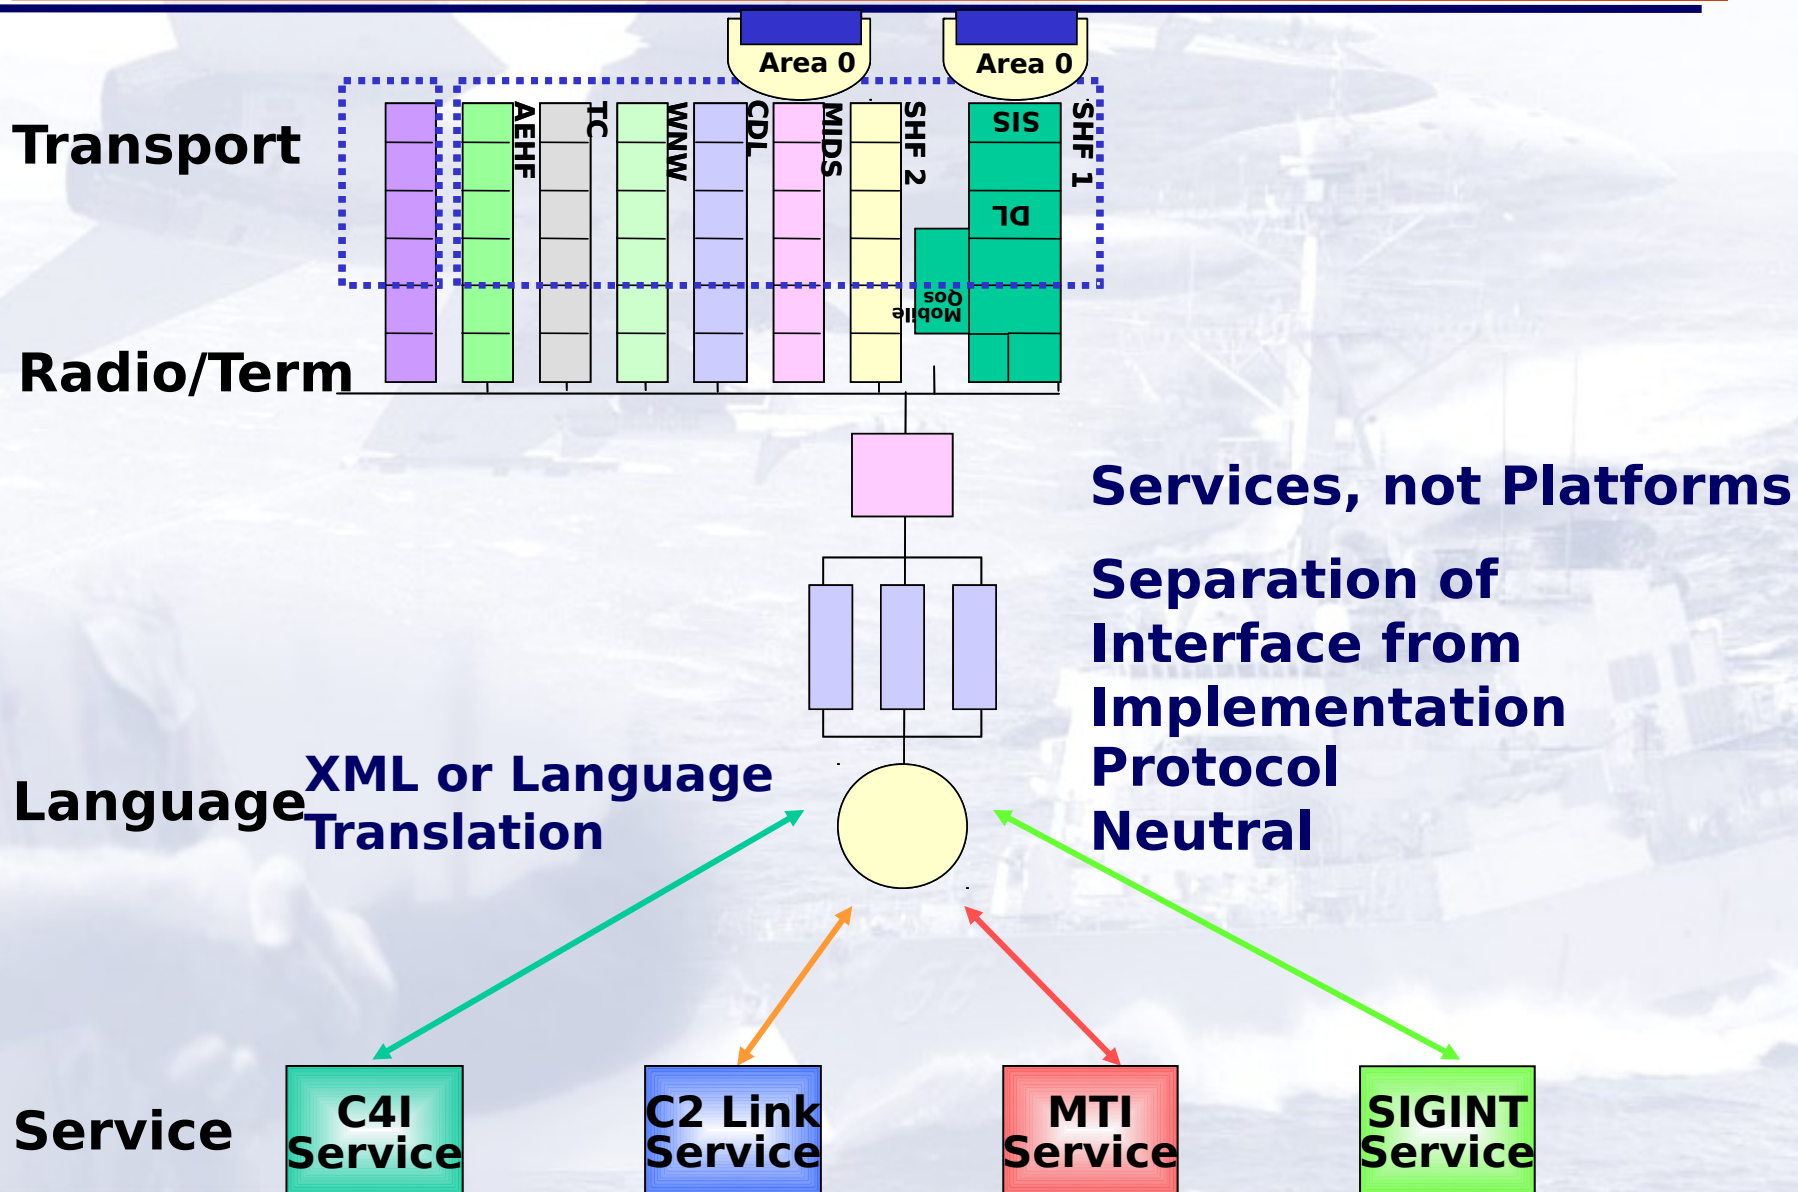 Area 0
Area 0
Transport
AEHF
TC
WNW
CDL
MIDS
SHF 2
SIS
DL
SHF 1
Mobile
Qos
Radio/Term
Services, not Platforms
Separation of
Interface from
Implementation
Protocol
Neutral
Language
XML or Language
Translation
Service
C4I
Service
C2 Link
Service
MTI
Service
SIGINT
Service